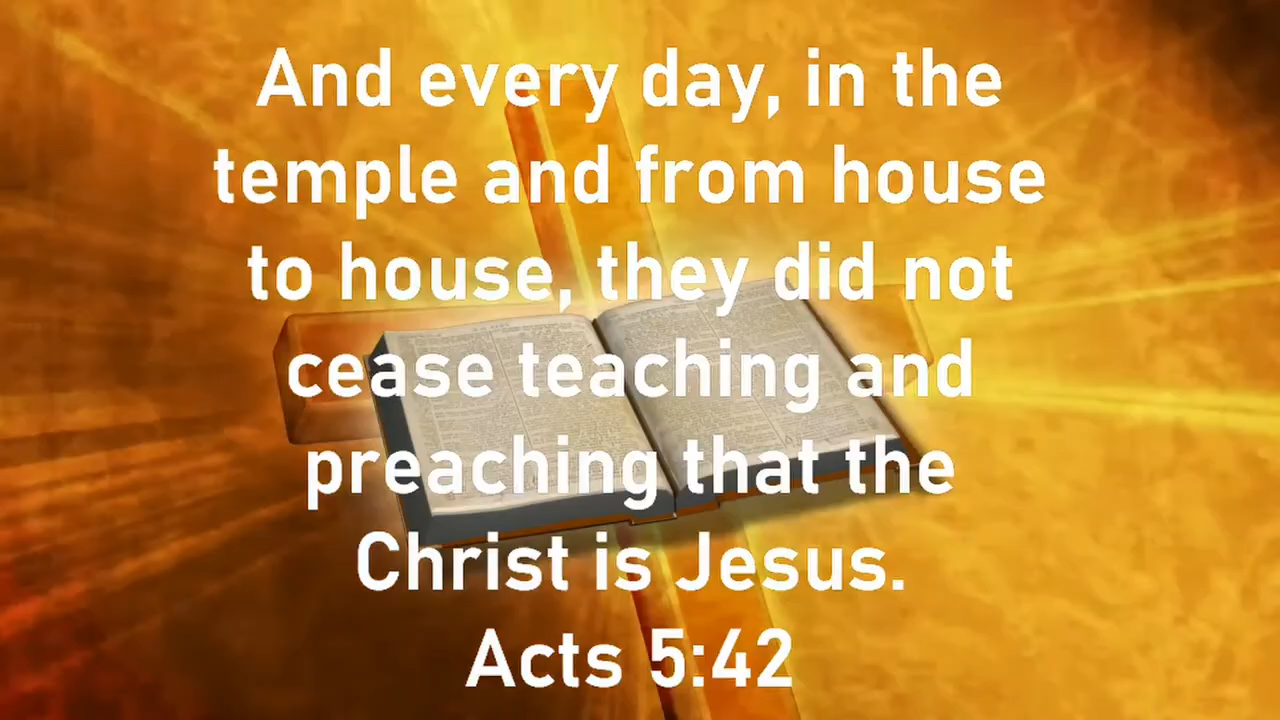 And every day, in the
temple and from house
to house, they did not
cease teaching and
preaching that the
Christ is Jesus.
Acts 5:42